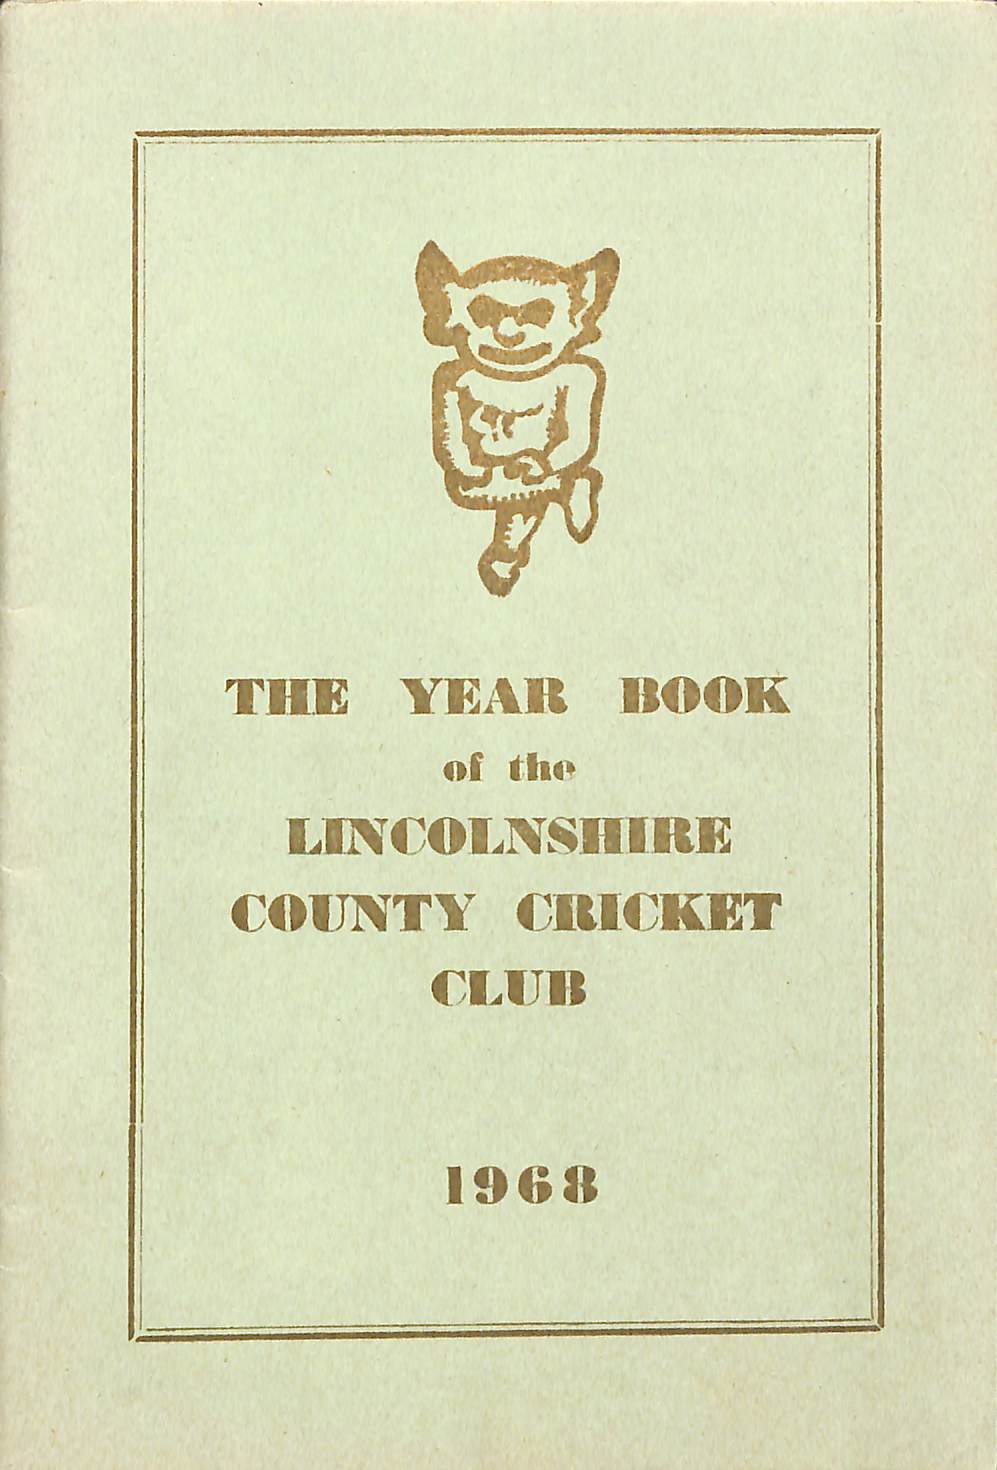 THE YEAR BOOK
of the
LINCOLNSHIRE
COUNTY CRICKET
CLUB
1968